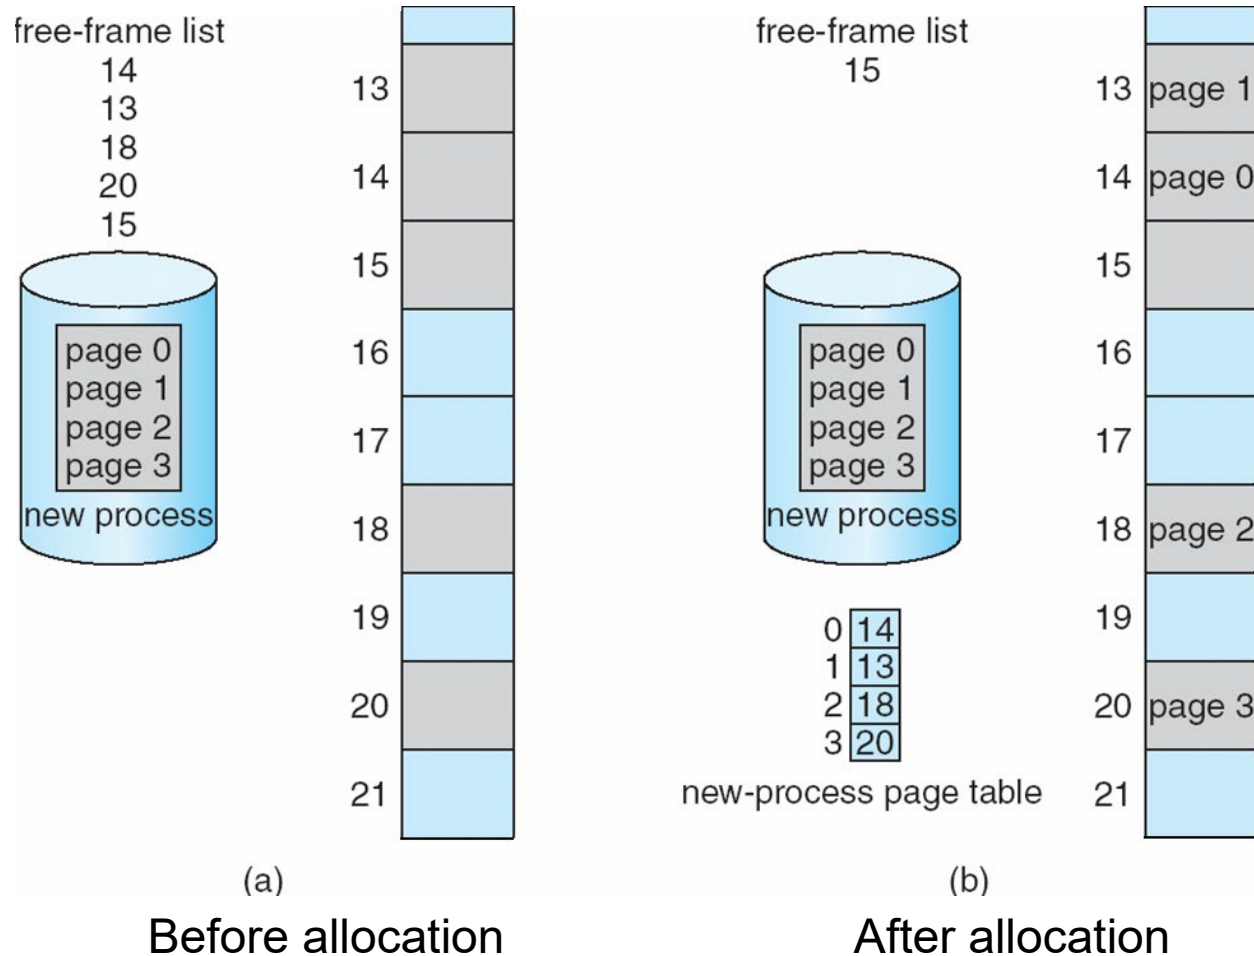 free-frame list
14
13
18
20
15
page 0
page 1
page 2
page 3
new process
13
14
15
16
17
18
19
20
21
(a)
Before allocation
free-frame list
15
page 0
page 1
page 2
page 3
new process
0 14
1 13
2 18
3 20
new-process page table
13 page 1
14 page 0
15
16
17
18 page 2
19
20 page 3
21
(b)
After allocation